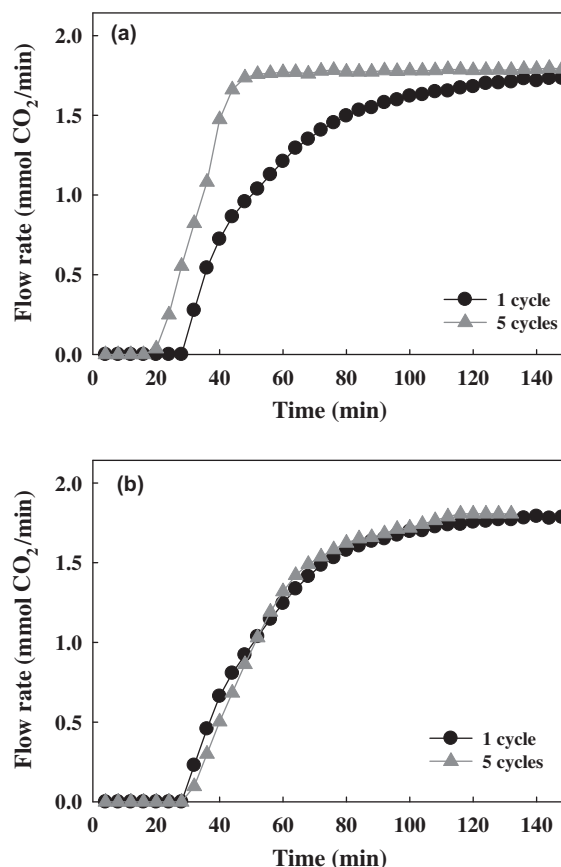 (a)
2.0
1.5
1.0
0.5
0.0
Flow rate (mmol CO₂/min)
1 cycle
5 cycles
0 20 40 60 80 100 120 140
Time (min)
(b)
2.0
1.5
1.0
0.5
0.0
Flow rate (mmol CO₂/min)
1 cycle
5 cycles
0 20 40 60 80 100 120 140
Time (min)